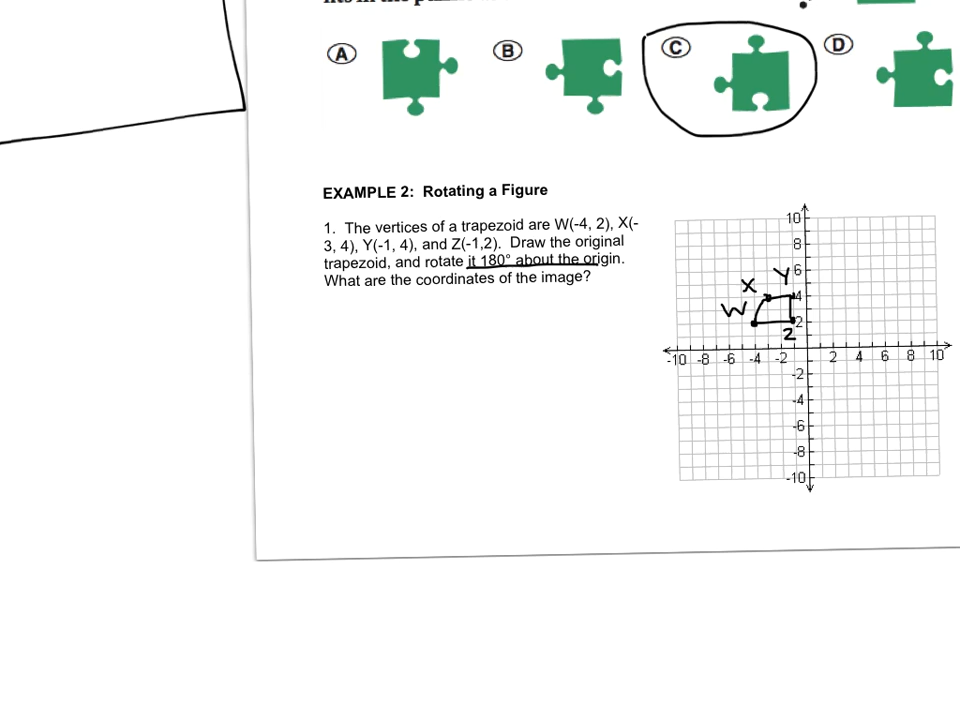 A
B
C
D
EXAMPLE 2: Rotating a Figure
1. The vertices of a trapezoid are W(-4, 2), X(-
3, 4), Y(-1, 4), and Z(-1,2). Draw the original
trapezoid, and rotate it 180° about the origin.
What are the coordinates of the image?
10
8
6
4
2
X
Y
W
Z
-10 -8 -6 -4 -2 2 4 6 8 10
-2
-4
-6
-8
-10